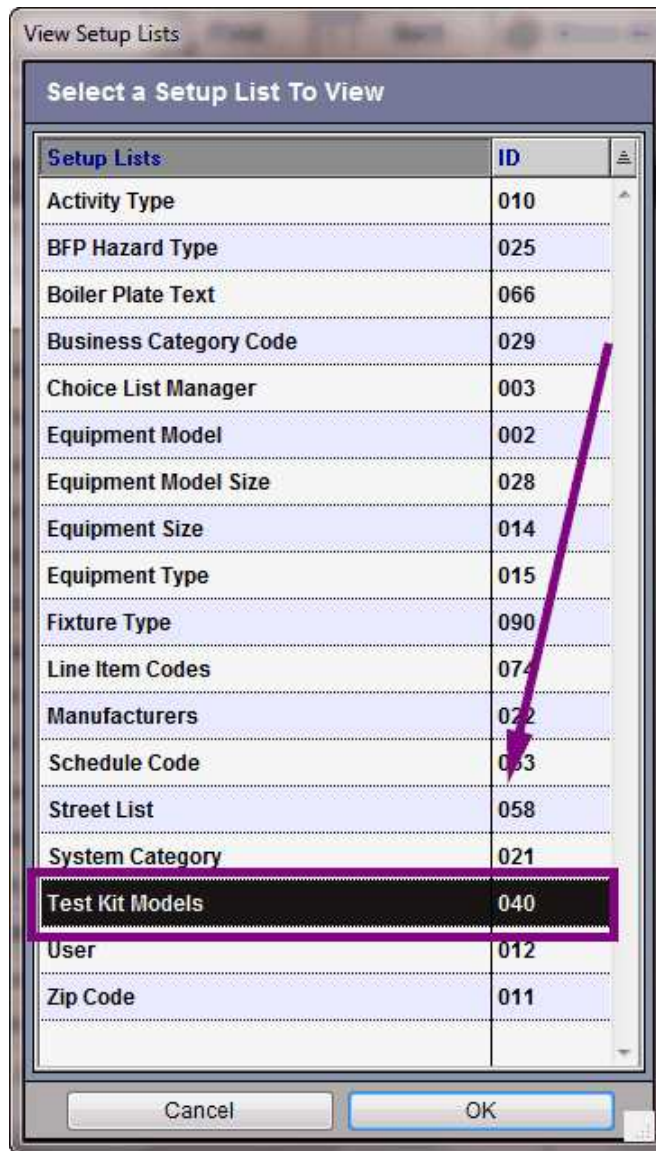 View Setup Lists
Select a Setup List To View
Setup Lists ID
Activity Type 010
BFP Hazard Type 025
Boiler Plate Text 066
Business Category Code 029
Choice List Manager 003
Equipment Model 002
Equipment Model Size 028
Equipment Size 014
Equipment Type 015
Fixture Type 090
Line Item Codes 074
Manufacturers 022
Schedule Code
Street List 058
System Category 021
Test Kit Models 040
User 012
Zip Code 011
Cancel OK